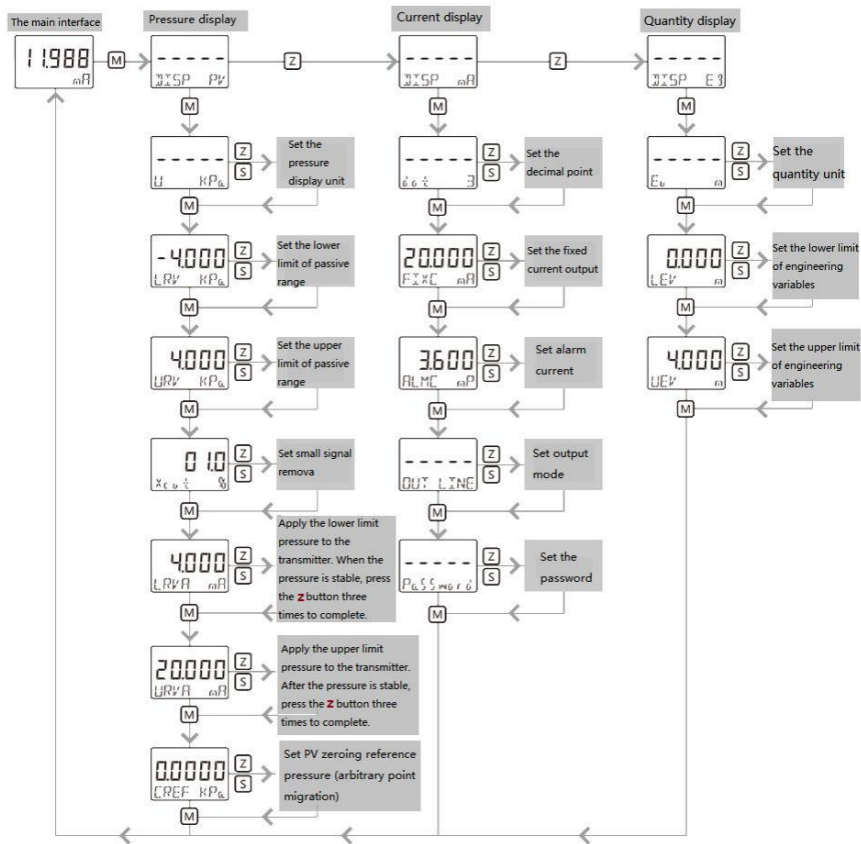 The main interface
Pressure display
Current display
Quantity display
11.988
mA
M
-----
DISP PV
Z
-----
DISP mA
Z
-----
DISP E3
M
M
M
-----
U KPa
Z
S
Set the
pressure
display unit
-----
dot 3
Z
S
Set the
decimal point
-----
Eu m
Z
S
Set the
quantity unit
M
M
M
-4.000
LRV KPa
Z
S
Set the lower
limit of passive
range
20.000
FIXC mA
Z
S
Set the fixed
current output
0.000
LEV m
Z
S
Set the lower limit
of engineering
variables
M
M
M
4.000
URV KPa
Z
S
Set the upper
limit of passive
range
3.600
ALMC mP
Z
S
Set alarm
current
4.000
UEV m
Z
S
Set the upper limit
of engineering
variables
M
M
M
01.0
Xcut %
Z
S
Set small signal
remova
-----
OUT LINE
Z
S
Set output
mode
M
M
4.000
LRVA mA
Z
S
Apply the lower limit
pressure to the
transmitter. When the
pressure is stable, press
the Z button three
times to complete.
-----
PaSSword
Z
S
Set the
password
M
M
20.000
URVA mA
Z
S
Apply the upper limit
pressure to the transmitter.
After the pressure is stable,
press the Z button three
times to complete.
M
0.0000
CREF KPa
Z
S
Set PV zeroing reference
pressure (arbitrary point
migration)
M